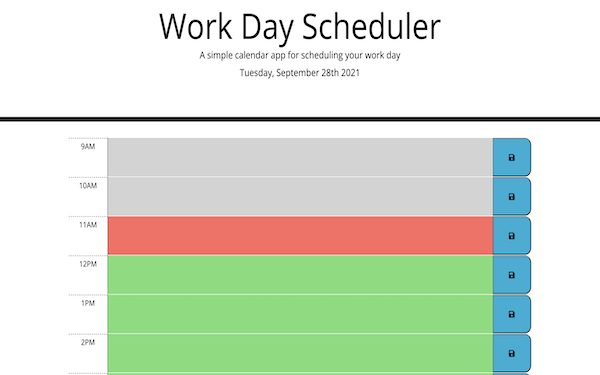 Work Day Scheduler
A simple calendar app for scheduling your work day
Tuesday, September 28th 2021
9AM
10AM
11AM
12PM
1PM
2PM